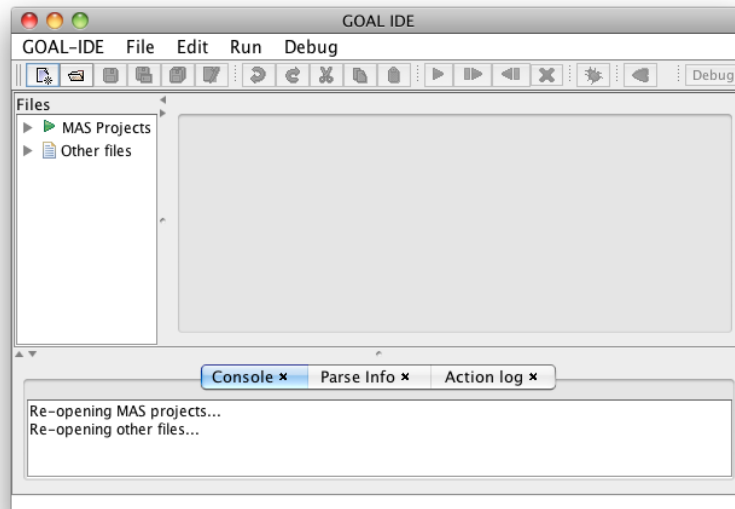 GOAL IDE
GOAL-IDE File Edit Run Debug
Debug
Files
MAS Projects
Other files
Console × Parse Info × Action log ×
Re-opening MAS projects...
Re-opening other files...